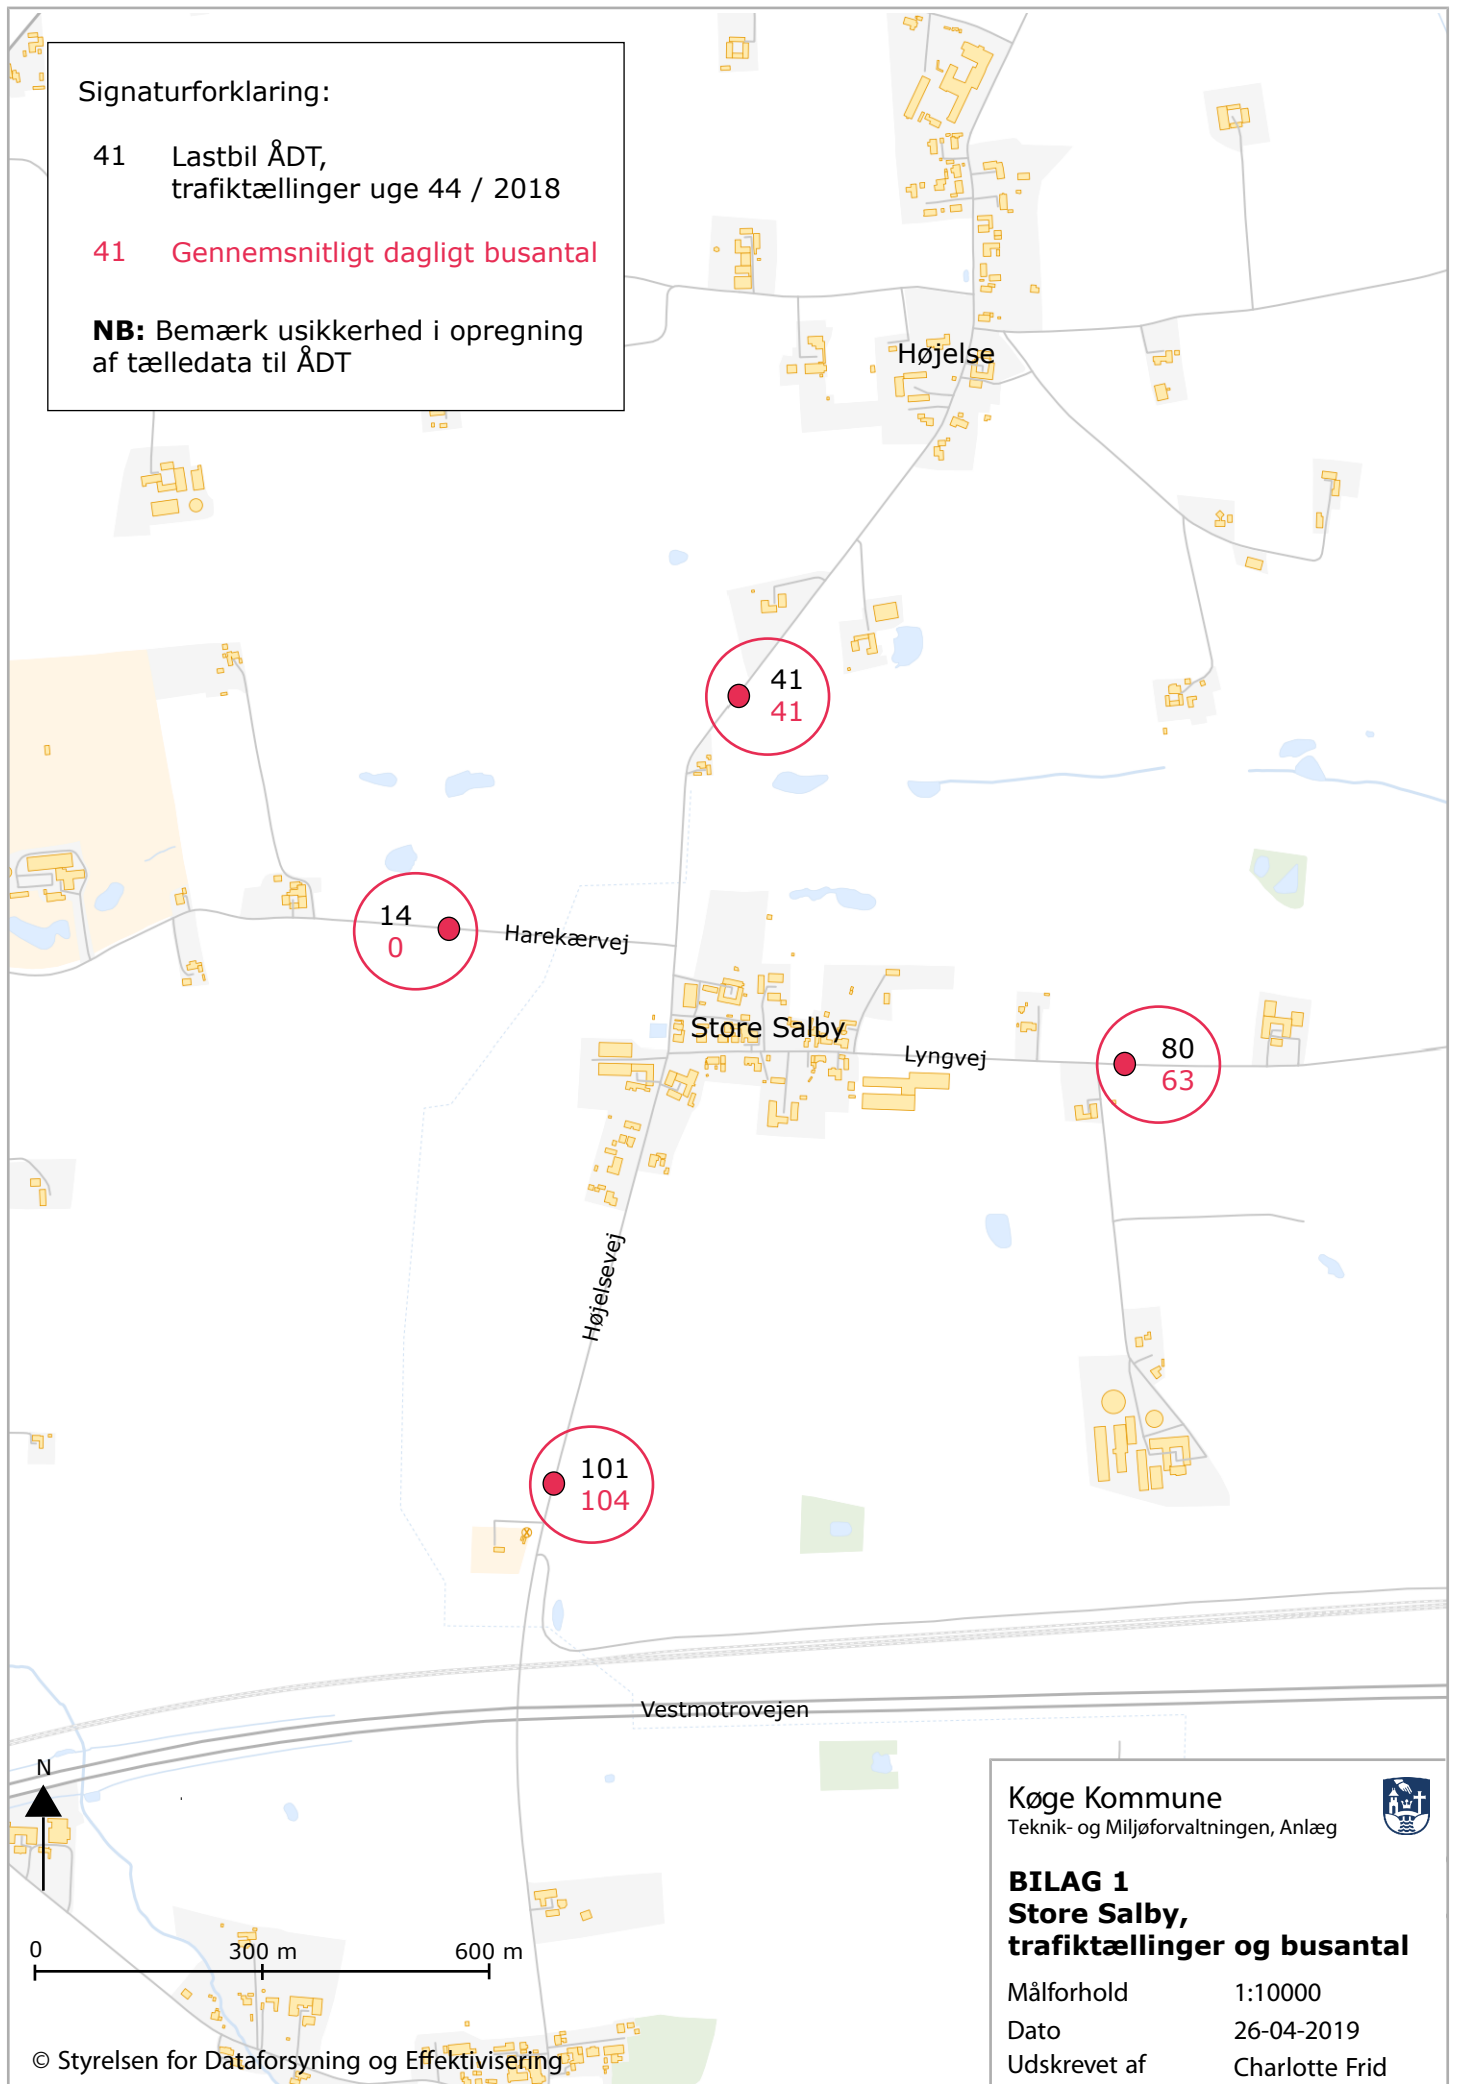 Signaturforklaring:
41 Lastbil ÅDT,
trafiktællinger uge 44 / 2018
41 Gennemsnitligt dagligt busantal
NB: Bemærk usikkerhed i opregning
af tælledata til ÅDT
Højelse
41
41
14
0
Harekærvej
Store Salby
Lyngvej
80
63
Højelsevej
101
104
Vestmotrovejen
N
0 300 m 600 m
© Styrelsen for Dataforsyning og Effektivisering
Køge Kommune
Teknik- og Miljøforvaltningen, Anlæg
BILAG 1
Store Salby,
trafiktællinger og busantal
Målforhold 1:10000
Dato 26-04-2019
Udskrevet af Charlotte Frid